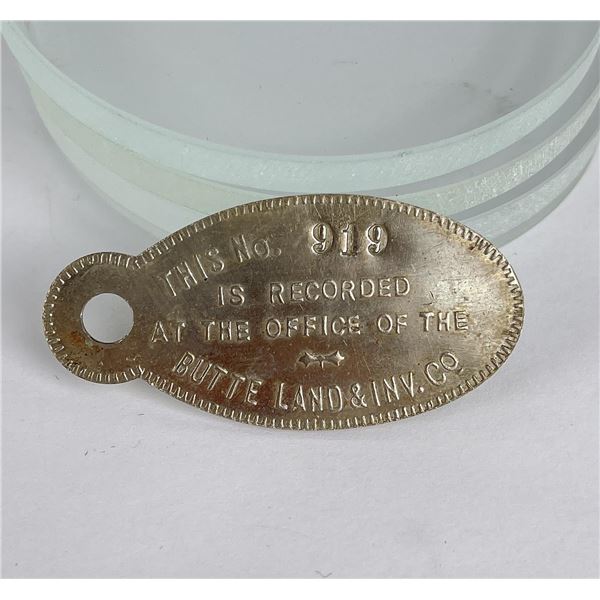 THIS No. 919
IS RECORDED
AT THE OFFICE OF THE
BUTTE LAND & INV. Co